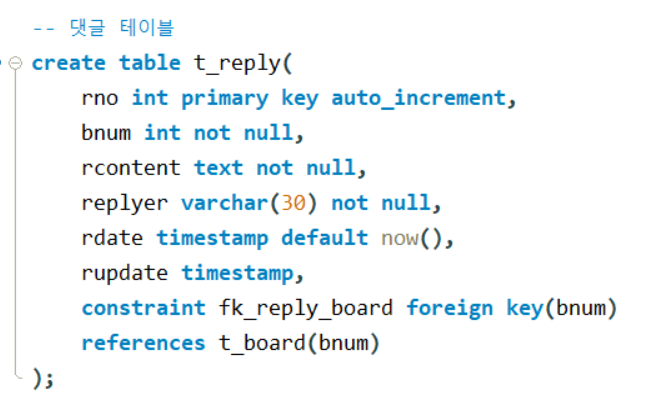 -- 댓글 테이블
create table t_reply(
rno int primary key auto_increment,
bnum int not null,
rcontent text not null,
replyer varchar(30) not null,
rdate timestamp default now(),
rupdate timestamp,
constraint fk_reply_board foreign key(bnum)
references t_board(bnum)
);